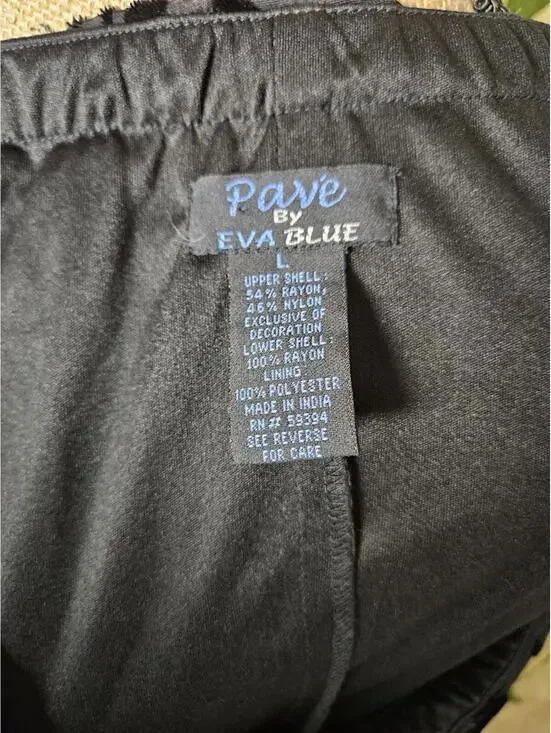 Pavé
By
EVA BLUE
L
UPPER SHELL:
54% RAYON,
46% NYLON
EXCLUSIVE OF
DECORATION
LOWER SHELL:
100% RAYON
LINING:
100% POLYESTER
MADE IN INDIA
RN# 59394
SEE REVERSE
FOR CARE